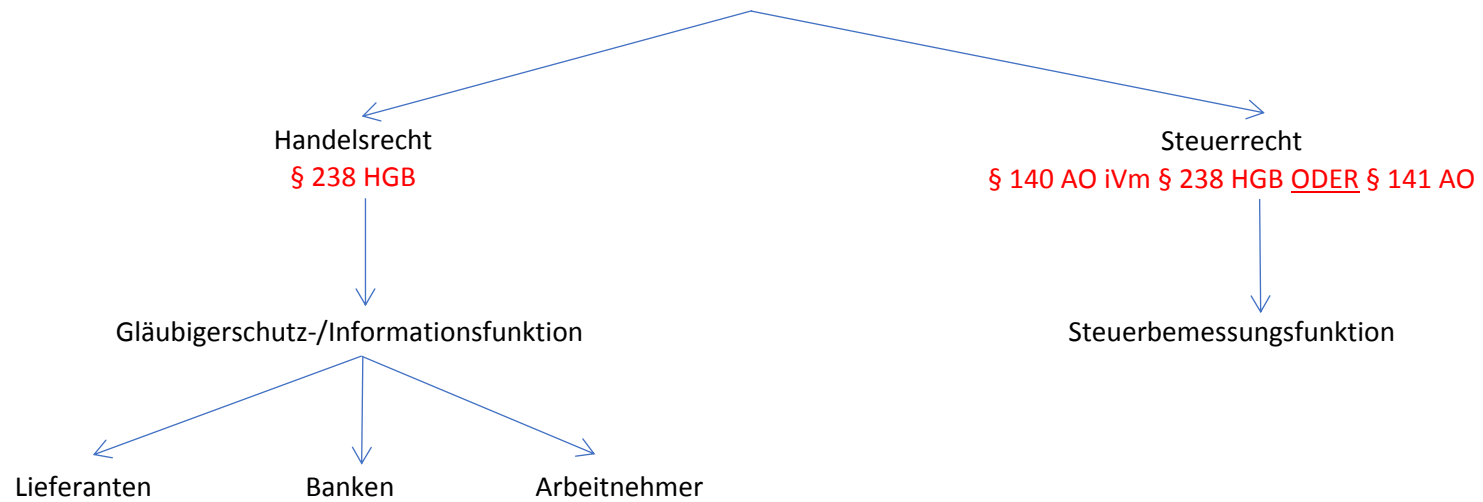 Handelsrecht
§ 238 HGB
Steuerrecht
§ 140 AO iVm § 238 HGB ODER § 141 AO
Gläubigerschutz-/Informationsfunktion
Steuerbemessungsfunktion
Lieferanten
Banken
Arbeitnehmer